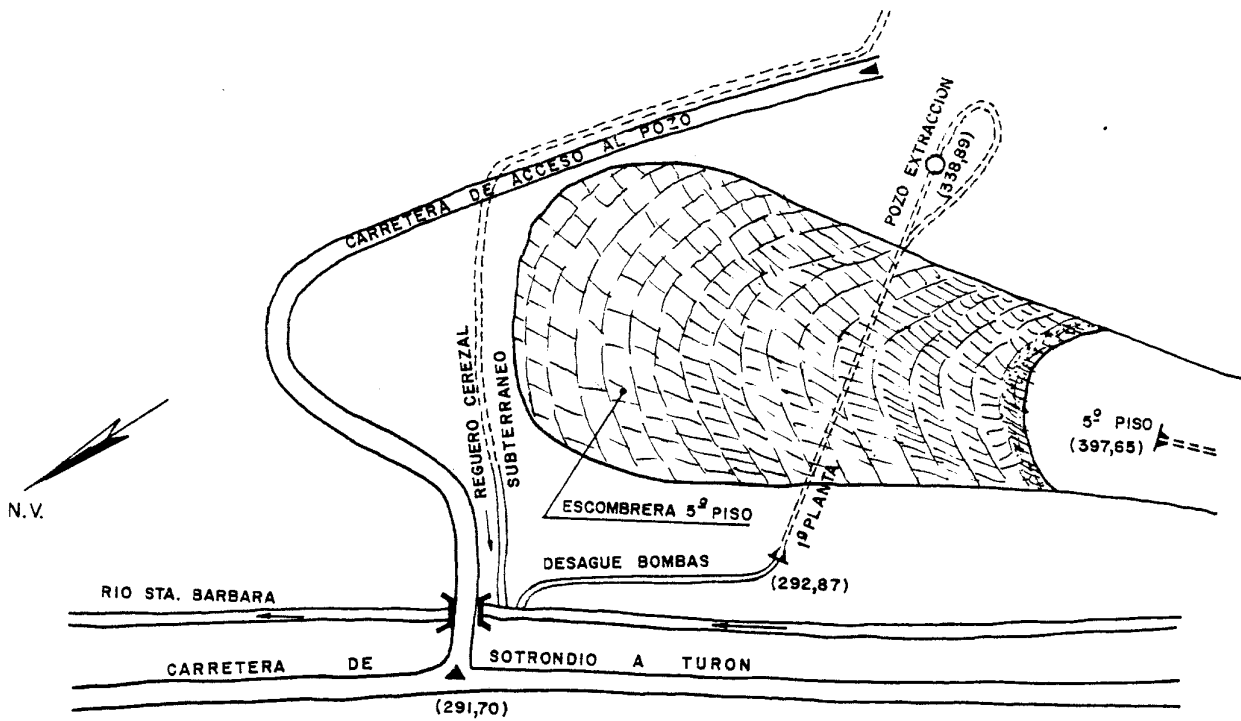 CARRETERA DE ACCESO AL POZO
POZO EXTRACCION
(338,89)
REGUERO CEREZAL
SUBTERRANEO
5º PISO
(397,65)
N.V.
ESCOMBRERA 5º PISO
1ª PLANTA
DESAGUE BOMBAS
(292,87)
RIO STA. BARBARA
CARRETERA DE SOTRONDIO A TURON
(291,70)